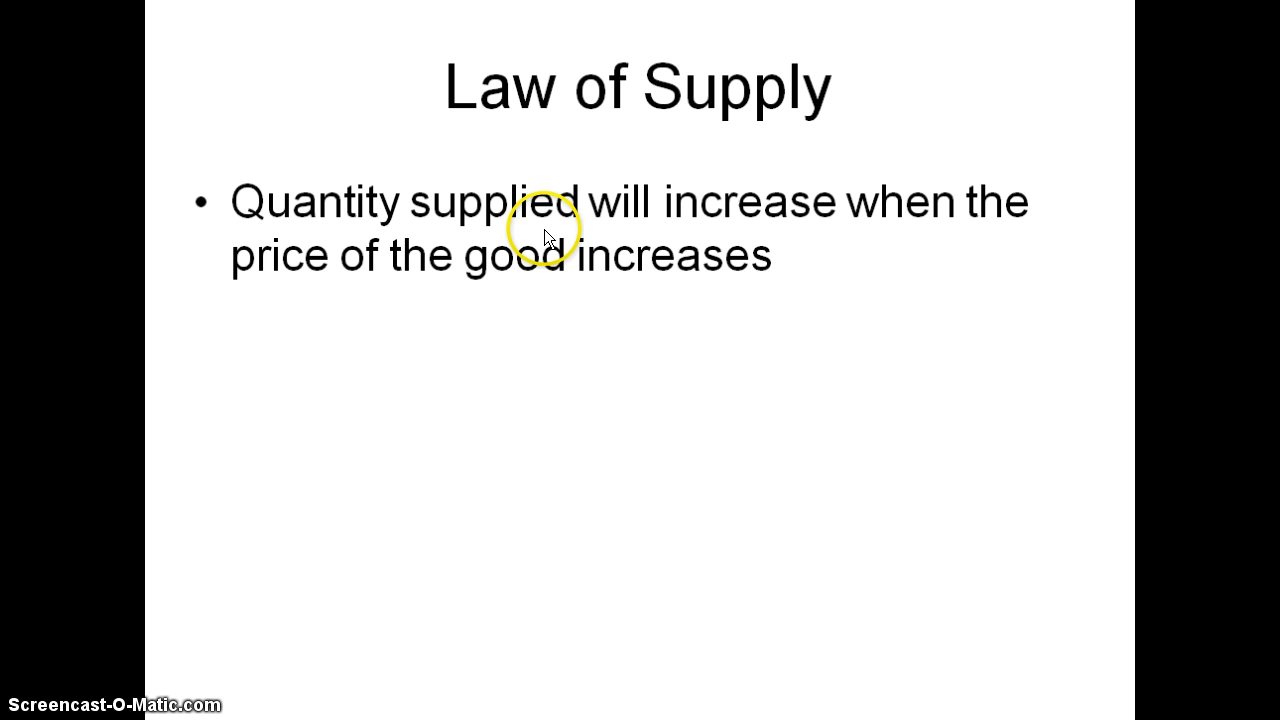 Law of Supply
• Quantity supplied will increase when the
price of the good increases
Screencast-O-Matic.com